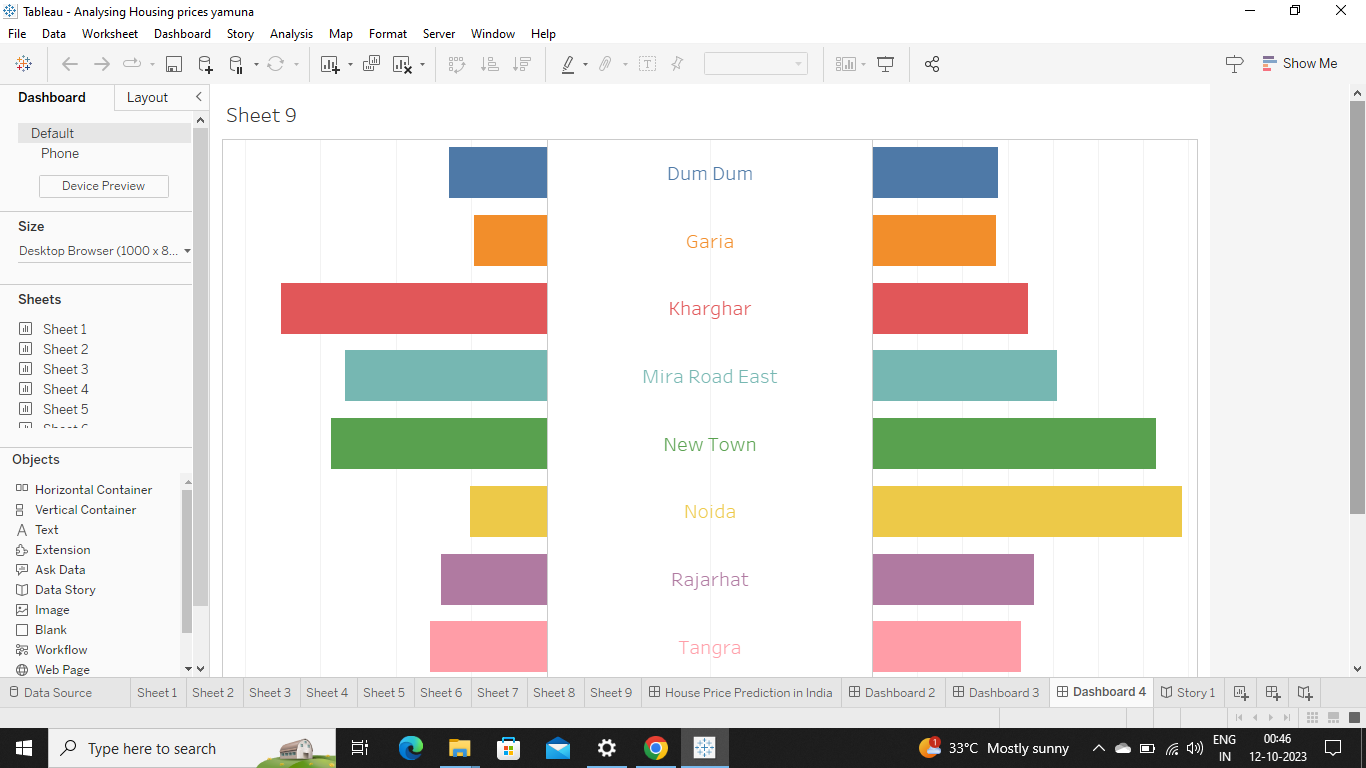 Tableau - Analysing Housing prices yamuna
File Data Worksheet Dashboard Story Analysis Map Format Server Window Help
Show Me
Dashboard Layout
Default
Phone
Device Preview
Size
Desktop Browser (1000 x 8...
Sheets
Sheet 1
Sheet 2
Sheet 3
Sheet 4
Sheet 5
Objects
Horizontal Container
Vertical Container
Text
Extension
Ask Data
Data Story
Image
Blank
Workflow
Web Page
Sheet 9
Dum Dum
Garia
Kharghar
Mira Road East
New Town
Noida
Rajarhat
Tangra
Data Source Sheet 1 Sheet 2 Sheet 3 Sheet 4 Sheet 5 Sheet 6 Sheet 7 Sheet 8 Sheet 9 House Price Prediction in India Dashboard 2 Dashboard 3 Dashboard 4 Story 1
Type here to search
1
33°C Mostly sunny
ENG
IN
00:46
12-10-2023